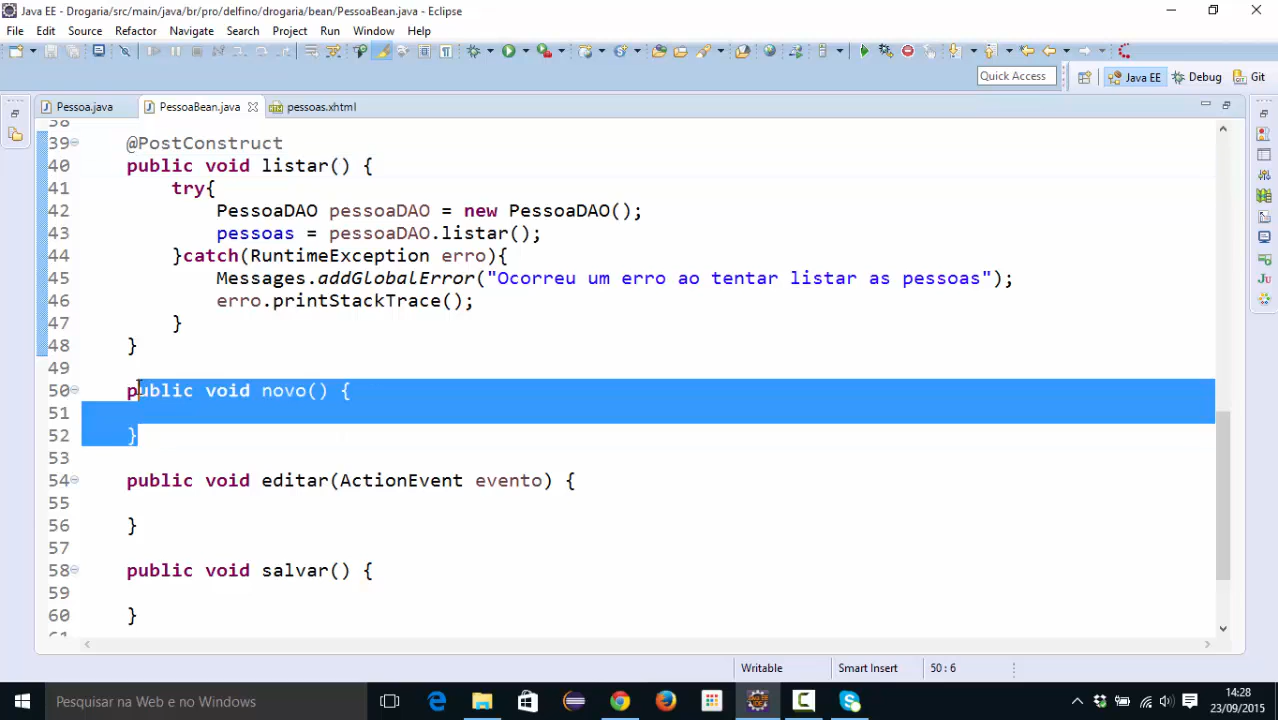 Java EE - Drogaria/src/main/java/br/pro/delfino/drogaria/bean/PessoaBean.java - Eclipse
File Edit Source Refactor Navigate Search Project Run Window Help
Quick Access Java EE Debug Git
Pessoa.java PessoaBean.java pessoas.xhtml
38
39 @PostConstruct
40 public void listar() {
41 try{
42 PessoaDAO pessoaDAO = new PessoaDAO();
43 pessoas = pessoaDAO.listar();
44 }catch(RuntimeException erro){
45 Messages.addGlobalError("Ocorreu um erro ao tentar listar as pessoas");
46 erro.printStackTrace();
47 }
48 }
49
50 public void novo() {
51
52 }
53
54 public void editar(ActionEvent evento) {
55
56 }
57
58 public void salvar() {
59
60 }
61
Writable Smart Insert 50 : 6
Pesquisar na Web e no Windows
14:28
23/09/2015